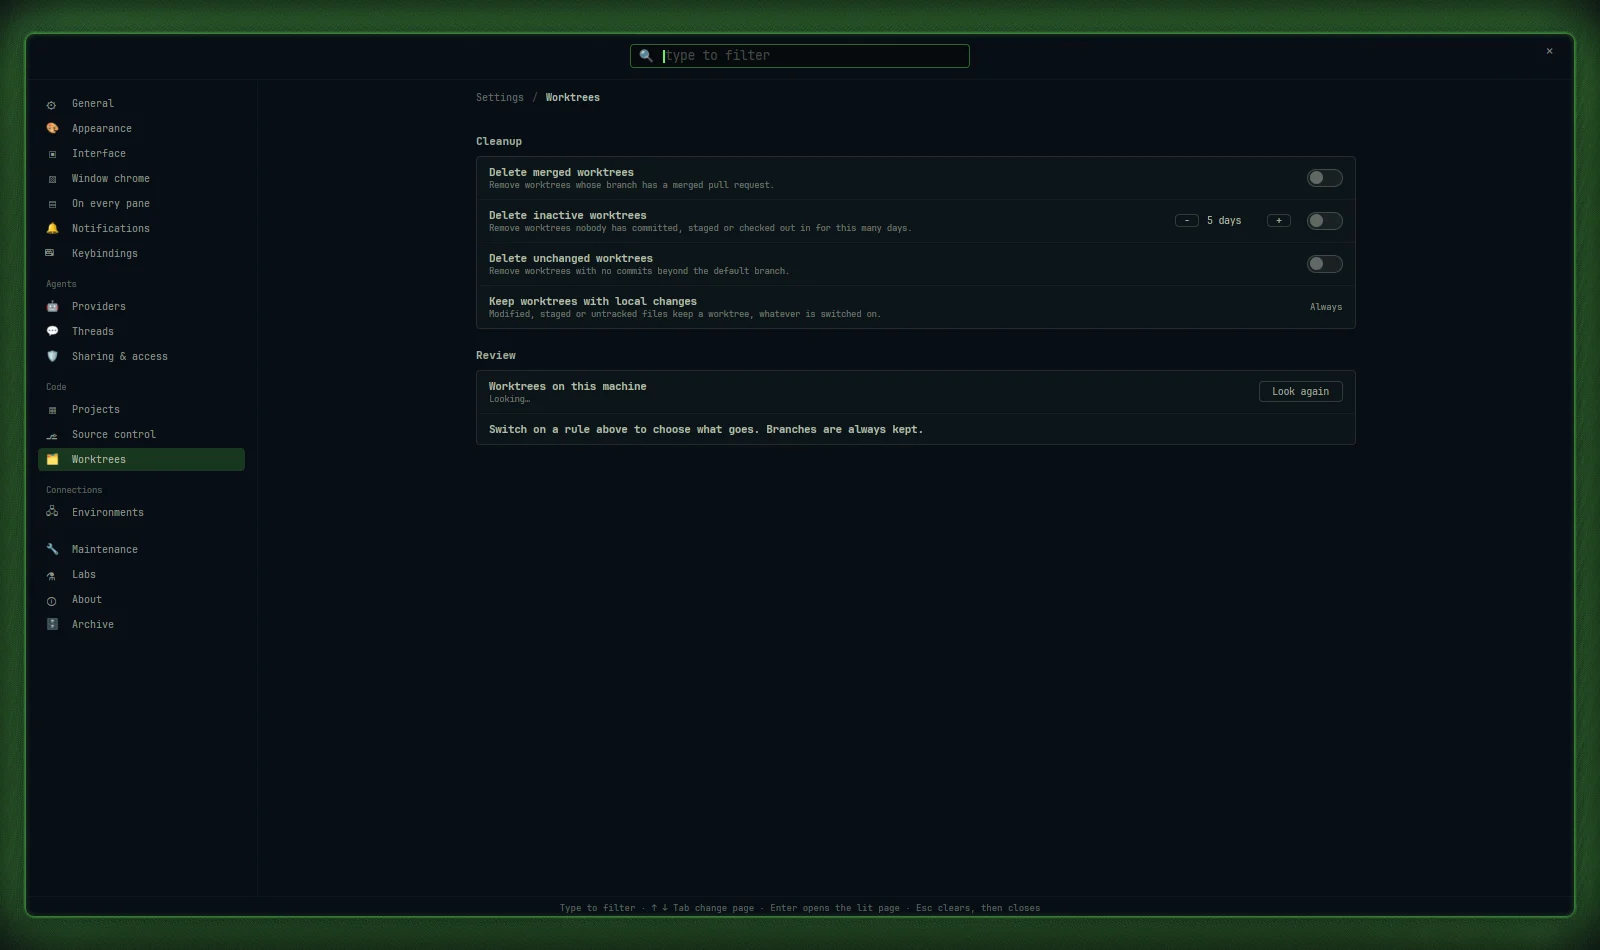 type to filter
×
General
Appearance
Interface
Window chrome
On every pane
Notifications
Keybindings
Agents
Providers
Threads
Sharing & access
Code
Projects
Source control
Worktrees
Connections
Environments
Maintenance
Labs
About
Archive
Settings / Worktrees
Cleanup
Delete merged worktrees
Remove worktrees whose branch has a merged pull request.
Delete inactive worktrees
Remove worktrees nobody has committed, staged or checked out in for this many days.
- 5 days +
Delete unchanged worktrees
Remove worktrees with no commits beyond the default branch.
Keep worktrees with local changes
Modified, staged or untracked files keep a worktree, whatever is switched on.
Always
Review
Worktrees on this machine
Looking…
Look again
Switch on a rule above to choose what goes. Branches are always kept.
Type to filter · ↑ ↓ Tab change page · Enter opens the lit page · Esc clears, then closes